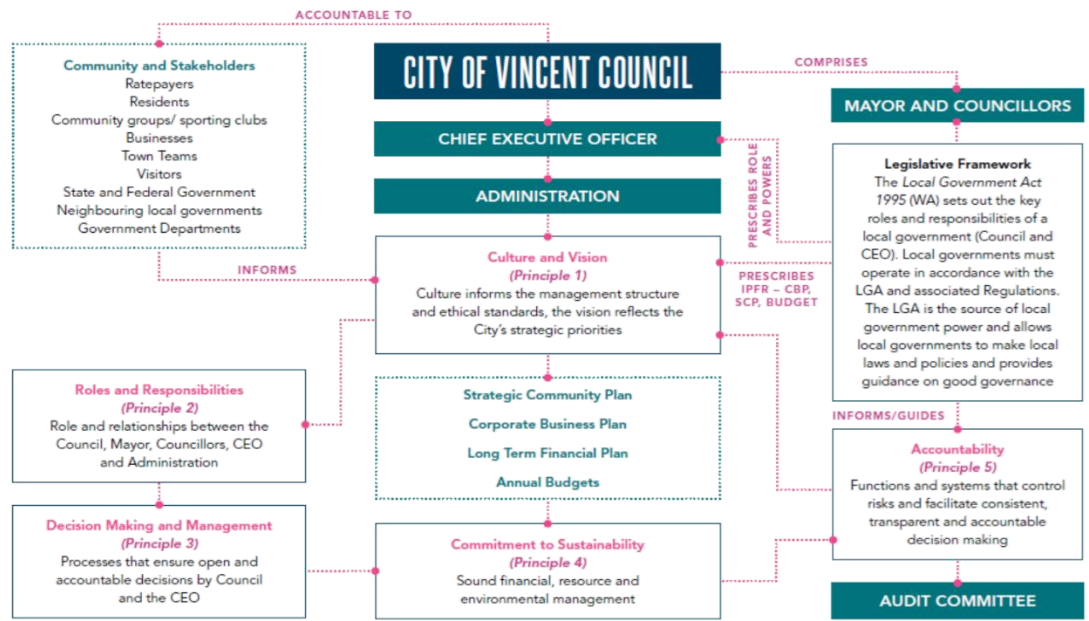 ACCOUNTABLE TO
Community and Stakeholders
Ratepayers
Residents
Community groups/ sporting clubs
Businesses
Town Teams
Visitors
State and Federal Government
Neighbouring local governments
Government Departments
CITY OF VINCENT COUNCIL
CHIEF EXECUTIVE OFFICER
ADMINISTRATION
COMPRISES
MAYOR AND COUNCILLORS
Legislative Framework
The Local Government Act
1995 (WA) sets out the key
roles and responsibilities of a
local government (Council and
CEO). Local governments must
operate in accordance with the
LGA and associated Regulations.
The LGA is the source of local
government power and allows
local governments to make local
laws and policies and provides
guidance on good governance
PRESCRIBES ROLE
AND POWERS
INFORMS
Culture and Vision
(Principle 1)
Culture informs the management structure
and ethical standards, the vision reflects the
City's strategic priorities
PRESCRIBES
IPFR – CBP,
SCP, BUDGET
Roles and Responsibilities
(Principle 2)
Role and relationships between the
Council, Mayor, Councillors, CEO
and Administration
Strategic Community Plan
Corporate Business Plan
Long Term Financial Plan
Annual Budgets
INFORMS/GUIDES
Accountability
(Principle 5)
Functions and systems that control
risks and facilitate consistent,
transparent and accountable
decision making
Decision Making and Management
(Principle 3)
Processes that ensure open and
accountable decisions by Council
and the CEO
Commitment to Sustainability
(Principle 4)
Sound financial, resource and
environmental management
AUDIT COMMITTEE